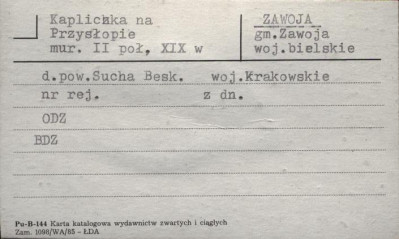 Kaplicxka na
Przysłopie
mur. II poł, XIX w
ZAWOJA
gm.Zawoja
woj.bielskie
d.pow.Sucha Besk. woj.Krakowskie
nr rej. z dn.
ODZ
BDZ
Pu-B-144 Karta katalogowa wydawnictw zwartych i ciągłych
Zam. 1098/WA/85 - ŁDA